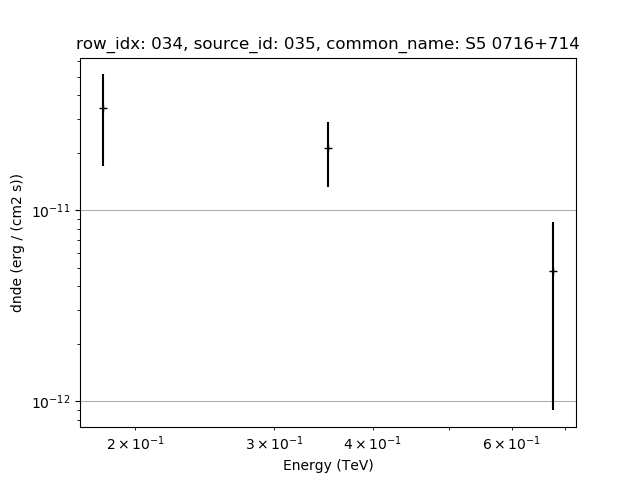 row_idx: 034, source_id: 035, common_name: S5 0716+714
dnde (erg / (cm2 s))
10⁻¹¹
10⁻¹²
2 × 10⁻¹
3 × 10⁻¹
4 × 10⁻¹
6 × 10⁻¹
Energy (TeV)